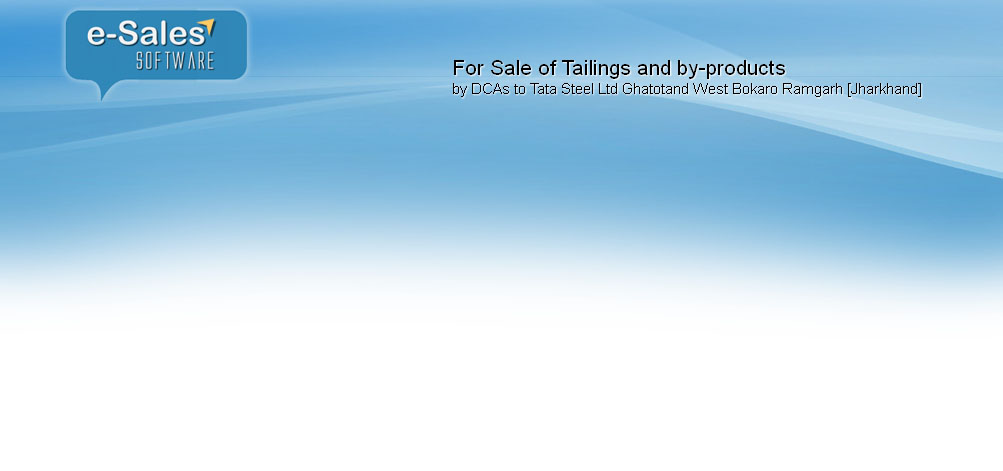 e-Sales
SOFTWARE
For Sale of Tailings and by-products
by DCAs to Tata Steel Ltd Ghatotand West Bokaro Ramgarh [Jharkhand]